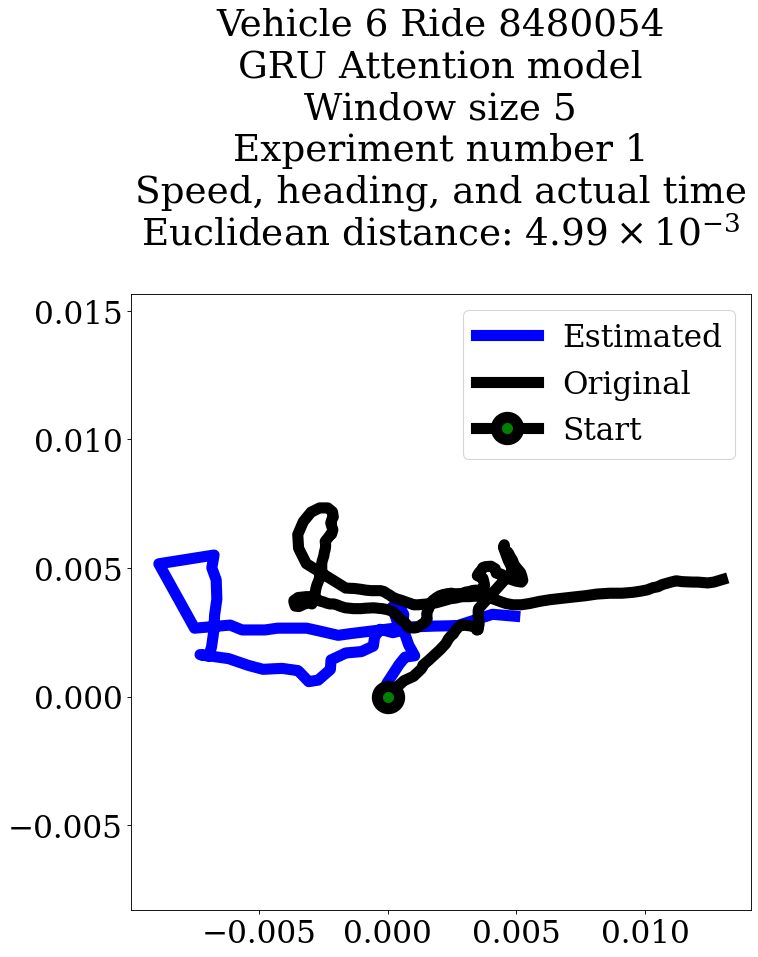 Vehicle 6 Ride 8480054
GRU Attention model
Window size 5
Experiment number 1
Speed, heading, and actual time
Euclidean distance: 4.99 × 10⁻³
0.015
Estimated
Original
Start
0.010
0.005
0.000
−0.005
−0.005 0.000 0.005 0.010